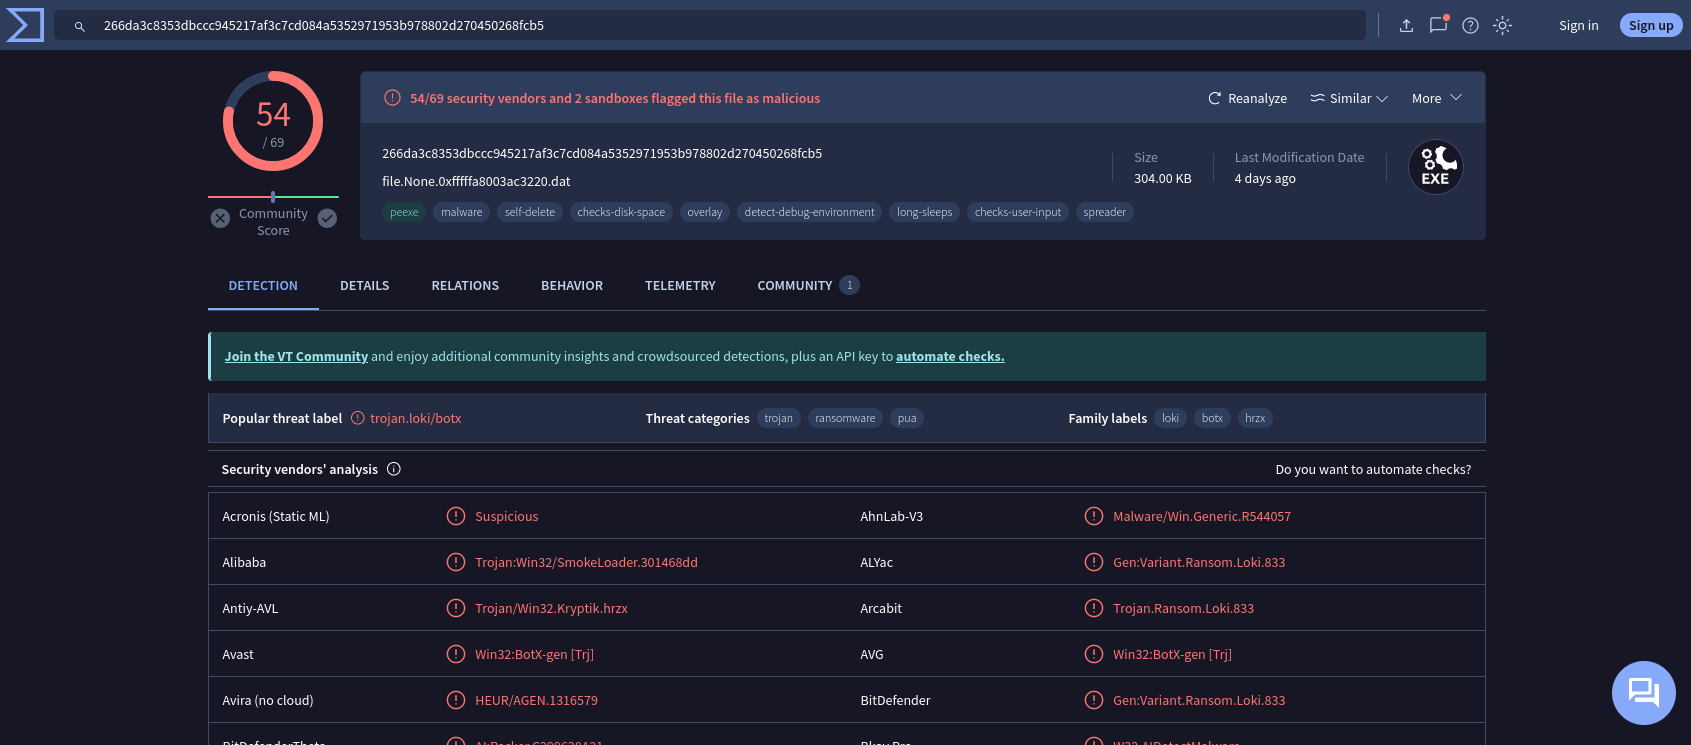 266da3c8353dbccc945217af3c7cd084a5352971953b978802d270450268fcb5
Sign in
Sign up
54
/ 69
Community
Score
54/69 security vendors and 2 sandboxes flagged this file as malicious
Reanalyze
Similar
More
266da3c8353dbccc945217af3c7cd084a5352971953b978802d270450268fcb5
file.None.0xfffffa8003ac3220.dat
Size
304.00 KB
Last Modification Date
4 days ago
EXE
peexe malware self-delete checks-disk-space overlay detect-debug-environment long-sleeps checks-user-input spreader
DETECTION DETAILS RELATIONS BEHAVIOR TELEMETRY COMMUNITY 1
Join the VT Community and enjoy additional community insights and crowdsourced detections, plus an API key to automate checks.
Popular threat label trojan.loki/botx Threat categories trojan ransomware pua Family labels loki botx hrzx
Security vendors' analysis Do you want to automate checks?
Acronis (Static ML) Suspicious AhnLab-V3 Malware/Win.Generic.R544057
Alibaba Trojan:Win32/SmokeLoader.301468dd ALYac Gen:Variant.Ransom.Loki.833
Antiy-AVL Trojan/Win32.Kryptik.hrzx Arcabit Trojan.Ransom.Loki.833
Avast Win32:BotX-gen [Trj] AVG Win32:BotX-gen [Trj]
Avira (no cloud) HEUR/AGEN.1316579 BitDefender Gen:Variant.Ransom.Loki.833